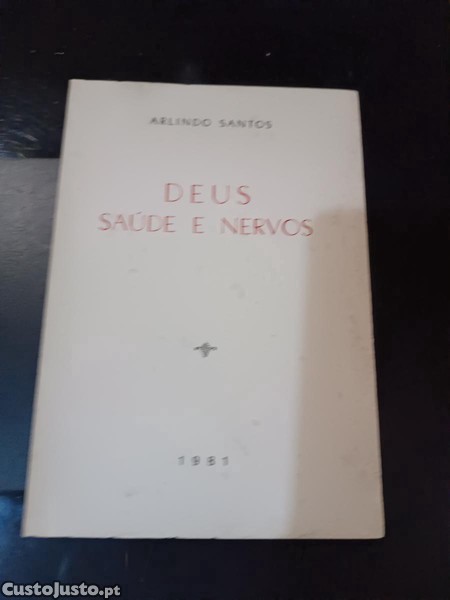 ARLINDO SANTOS
DEUS
SAÚDE E NERVOS
1981
CustoJusto.pt